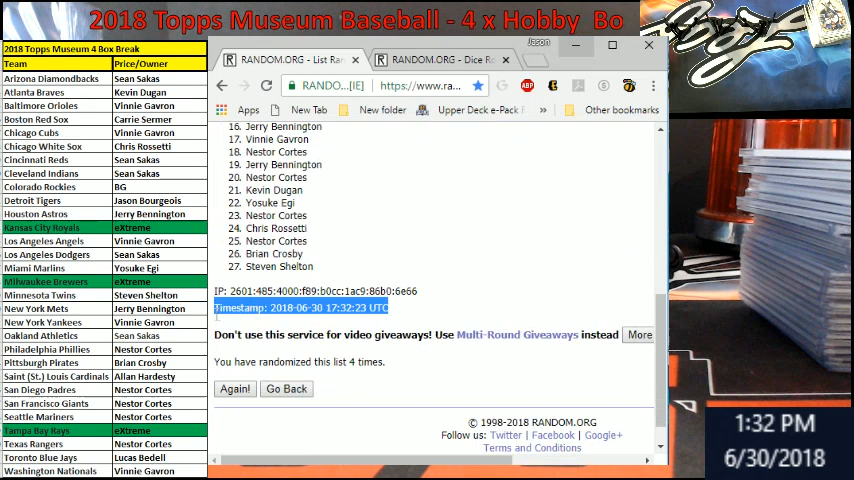 2018 Topps Museum Baseball - 4 x Hobby Bo
2018 Topps Museum 4 Box Break
Team Price/Owner
Arizona Diamondbacks Sean Sakas
Atlanta Braves Kevin Dugan
Baltimore Orioles Vinnie Gavron
Boston Red Sox Carrie Sermer
Chicago Cubs Vinnie Gavron
Chicago White Sox Chris Rossetti
Cincinnati Reds Sean Sakas
Cleveland Indians Sean Sakas
Colorado Rockies BG
Detroit Tigers Jason Bourgeois
Houston Astros Jerry Bennington
Kansas City Royals eXtreme
Los Angeles Angels Vinnie Gavron
Los Angeles Dodgers Sean Sakas
Miami Marlins Yosuke Egi
Milwaukee Brewers eXtreme
Minnesota Twins Steven Shelton
New York Mets Jerry Bennington
New York Yankees Vinnie Gavron
Oakland Athletics Sean Sakas
Philadelphia Phillies Nestor Cortes
Pittsburgh Pirates Brian Crosby
Saint (St.) Louis Cardinals Allan Hardesty
San Diego Padres Nestor Cortes
San Francisco Giants Nestor Cortes
Seattle Mariners Nestor Cortes
Tampa Bay Rays eXtreme
Texas Rangers Nestor Cortes
Toronto Blue Jays Lucas Bedell
Washington Nationals Vinnie Gavron
Jason
RANDOM.ORG - List Ran
RANDOM.ORG - Dice Ro
RANDO...[IE]
https://www.ra...
ABP
Apps
New Tab
New folder
Upper Deck e-Pack F
»
Other bookmarks
16. Jerry Bennington
17. Vinnie Gavron
18. Nestor Cortes
19. Jerry Bennington
20. Nestor Cortes
21. Kevin Dugan
22. Yosuke Egi
23. Nestor Cortes
24. Chris Rossetti
25. Nestor Cortes
26. Brian Crosby
27. Steven Shelton
IP: 2601:485:4000:f89:b0cc:1ac9:86b0:6e66
Timestamp: 2018-06-30 17:32:23 UTC
Don't use this service for video giveaways! Use Multi-Round Giveaways instead More
You have randomized this list 4 times.
Again! Go Back
© 1998-2018 RANDOM.ORG
Follow us: Twitter | Facebook | Google+
Terms and Conditions
1:32 PM
6/30/2018